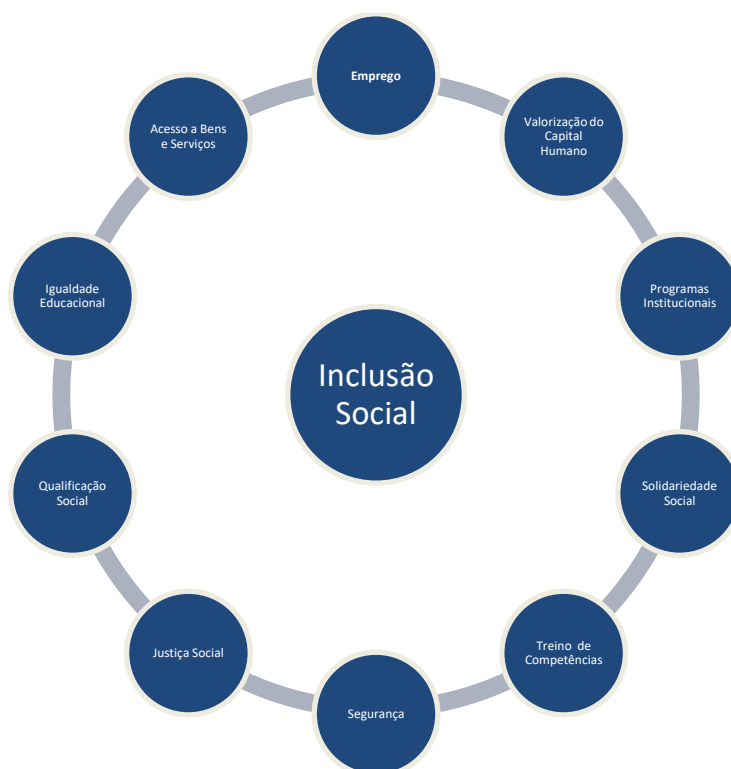 Emprego
Valorização do
Capital
Humano
Programas
Institucionais
Solidariedade
Social
Treino de
Competências
Segurança
Justiça Social
Qualificação
Social
Igualdade
Educacional
Acesso a Bens
e Serviços
Inclusão
Social